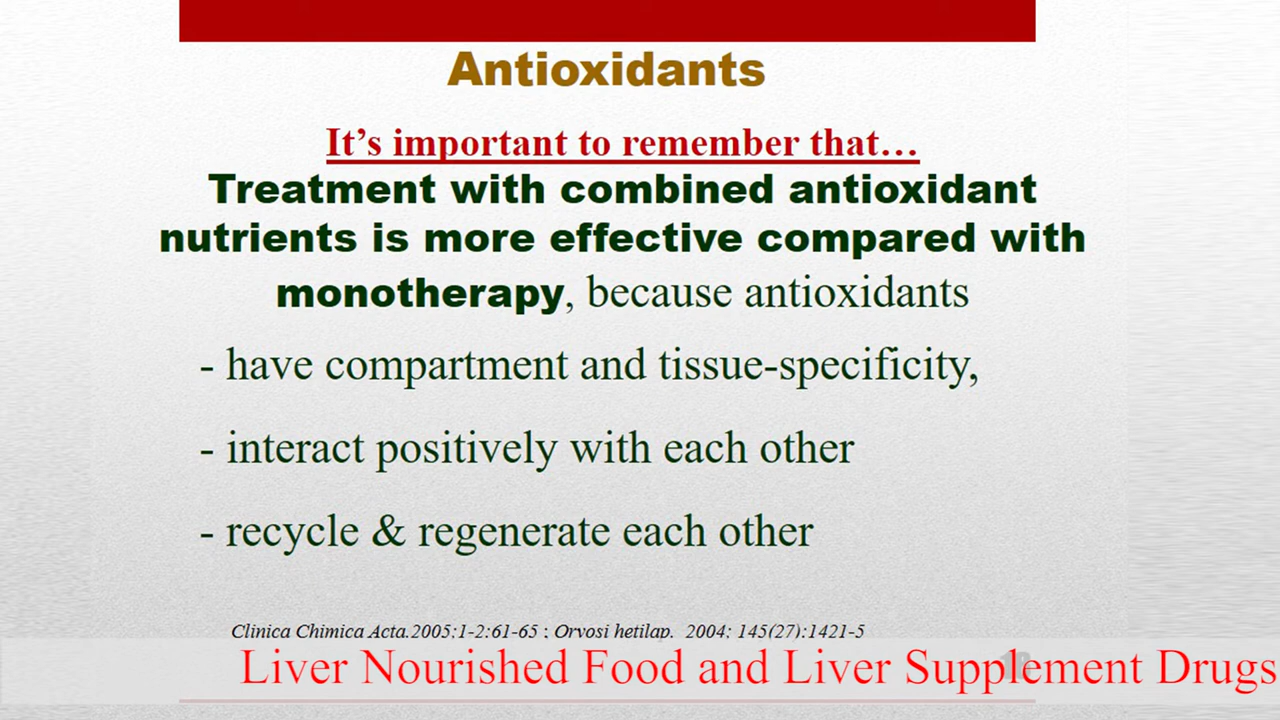 Antioxidants
It's important to remember that…
Treatment with combined antioxidant
nutrients is more effective compared with
monotherapy, because antioxidants
- have compartment and tissue-specificity,
- interact positively with each other
- recycle & regenerate each other
Clinica Chimica Acta.2005;1-2:61-65 ; Orvosi hetilap. 2004; 145(27):1421-5
Liver Nourished Food and Liver Supplement Drugs